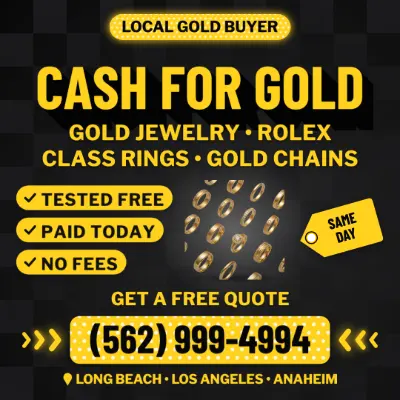 LOCAL GOLD BUYER
CASH FOR GOLD
GOLD JEWELRY • ROLEX
CLASS RINGS • GOLD CHAINS
TESTED FREE
PAID TODAY
NO FEES
SAME
DAY
GET A FREE QUOTE
(562) 999-4994
LONG BEACH • LOS ANGELES • ANAHEIM